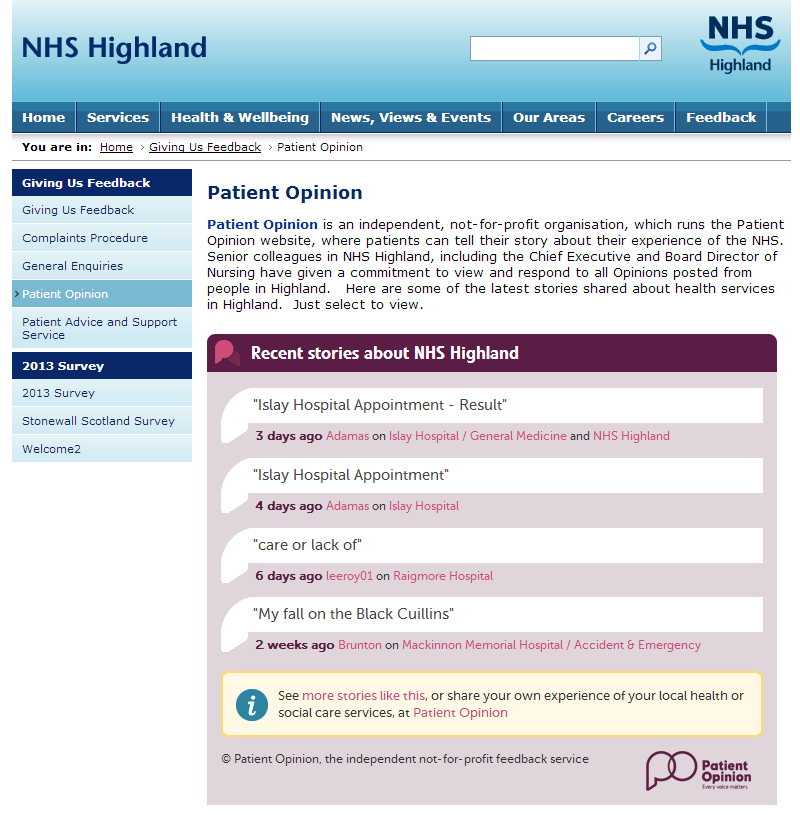 NHS Highland
NHS
Highland
Home Services Health & Wellbeing News, Views & Events Our Areas Careers Feedback
You are in: Home › Giving Us Feedback › Patient Opinion
Giving Us Feedback
Giving Us Feedback
Complaints Procedure
General Enquiries
› Patient Opinion
Patient Advice and Support
Service
2013 Survey
2013 Survey
Stonewall Scotland Survey
Welcome2
Patient Opinion
Patient Opinion is an independent, not-for-profit organisation, which runs the Patient
Opinion website, where patients can tell their story about their experience of the NHS.
Senior colleagues in NHS Highland, including the Chief Executive and Board Director of
Nursing have given a commitment to view and respond to all Opinions posted from
people in Highland. Here are some of the latest stories shared about health services
in Highland. Just select to view.
Recent stories about NHS Highland
"Islay Hospital Appointment - Result"
3 days ago Adamas on Islay Hospital / General Medicine and NHS Highland
"Islay Hospital Appointment"
4 days ago Adamas on Islay Hospital
"care or lack of"
6 days ago leeroy01 on Raigmore Hospital
"My fall on the Black Cuillins"
2 weeks ago Brunton on Mackinnon Memorial Hospital / Accident & Emergency
i
See more stories like this, or share your own experience of your local health or
social care services, at Patient Opinion
© Patient Opinion, the independent not-for-profit feedback service
Patient
Opinion
Every voice matters